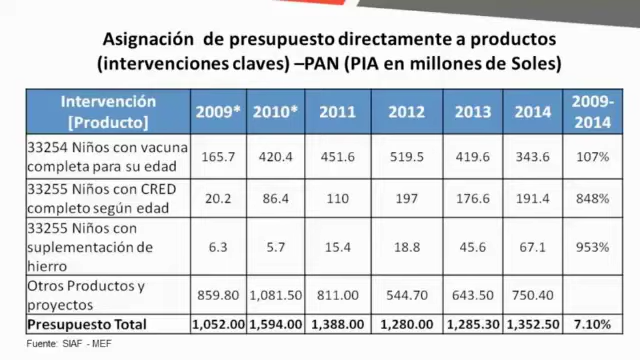 Asignación de presupuesto directamente a productos
(intervenciones claves) –PAN (PIA en millones de Soles)
Intervención [Producto] 2009* 2010* 2011 2012 2013 2014 2009-2014
33254 Niños con vacuna completa para su edad 165.7 420.4 451.6 519.5 419.6 343.6 107%
33255 Niños con CRED completo según edad 20.2 86.4 110 197 176.6 191.4 848%
33255 Niños con suplementación de hierro 6.3 5.7 15.4 18.8 45.6 67.1 953%
Otros Productos y proyectos 859.80 1,081.50 811.00 544.70 643.50 750.40
Presupuesto Total 1,052.00 1,594.00 1,388.00 1,280.00 1,285.30 1,352.50 7.10%
Fuente: SIAF - MEF